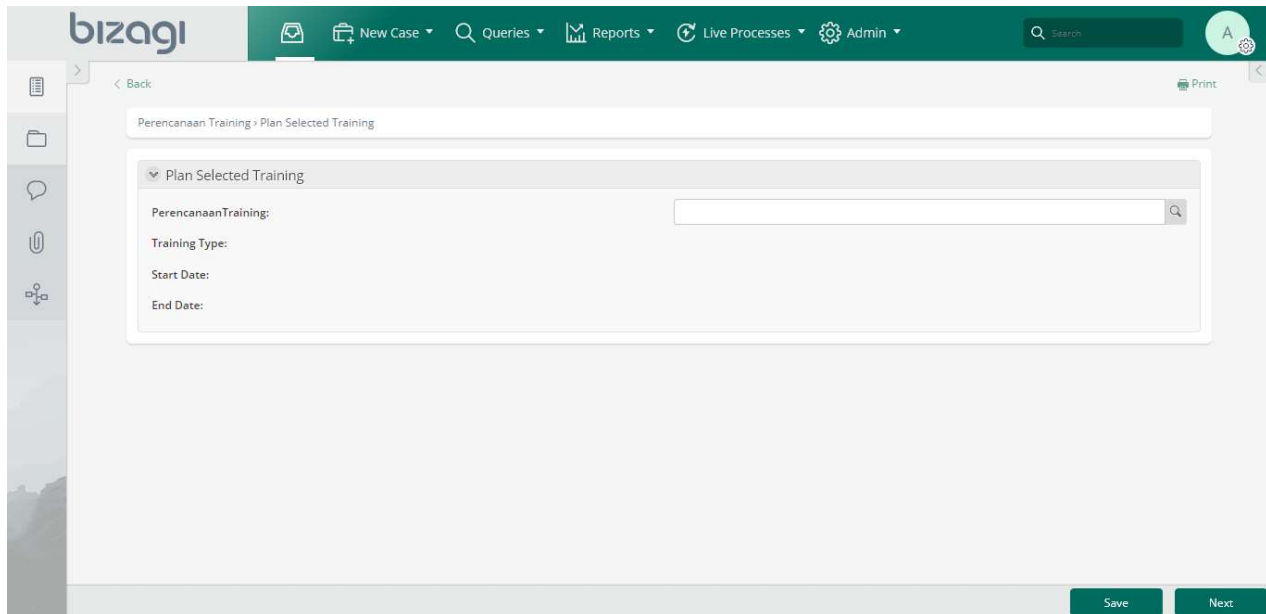 bizagi
New Case Queries Reports Live Processes Admin Search A
< Back
Print
Perencanaan Training › Plan Selected Training
Plan Selected Training
PerencanaanTraining:
Training Type:
Start Date:
End Date:
Save Next